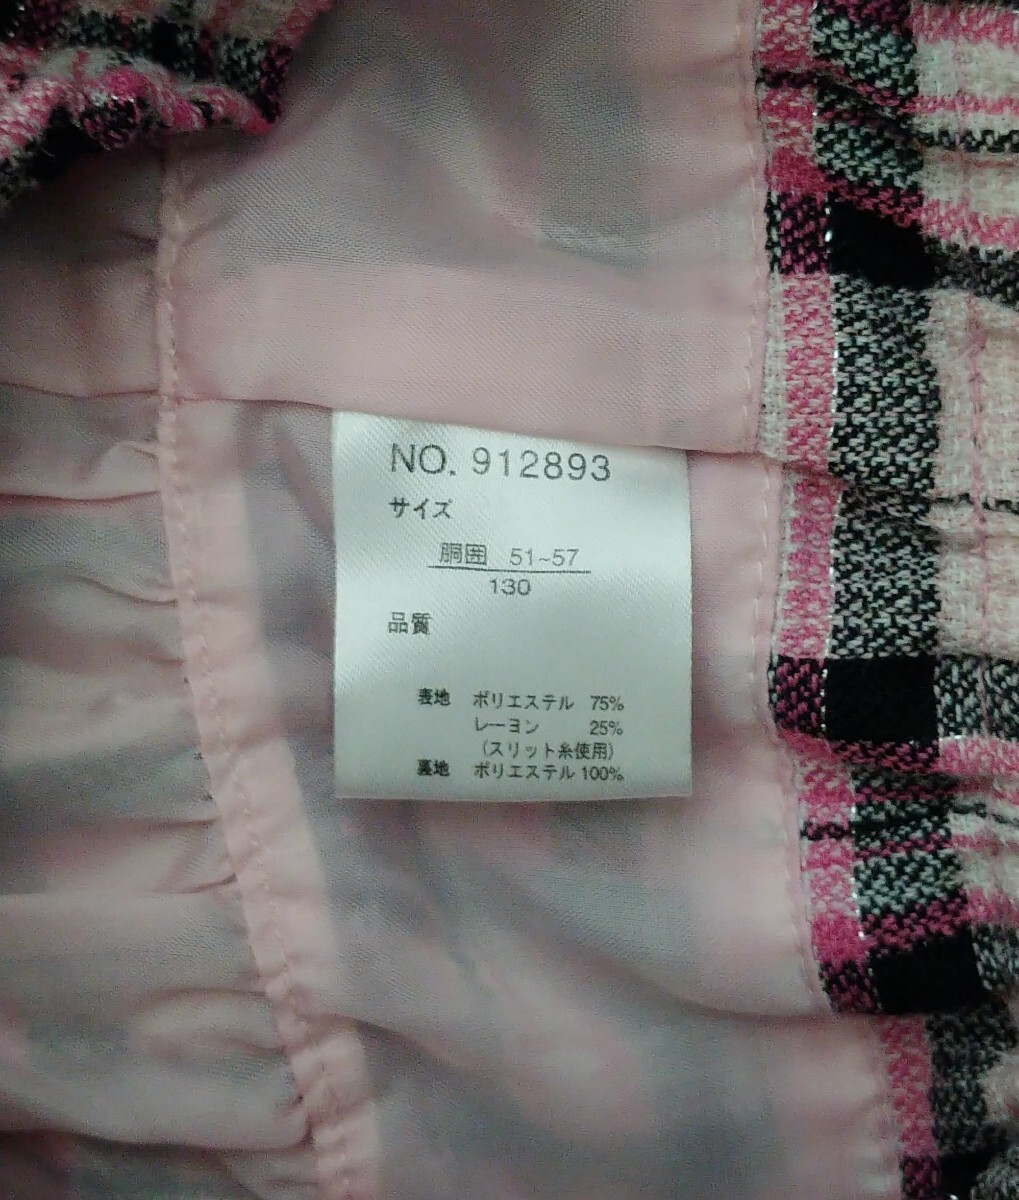 NO. 912893
サイズ
胴囲 51~57
130
品質
表地 ポリエステル 75%
レーヨン 25%
(スリット糸使用)
裏地 ポリエステル 100%